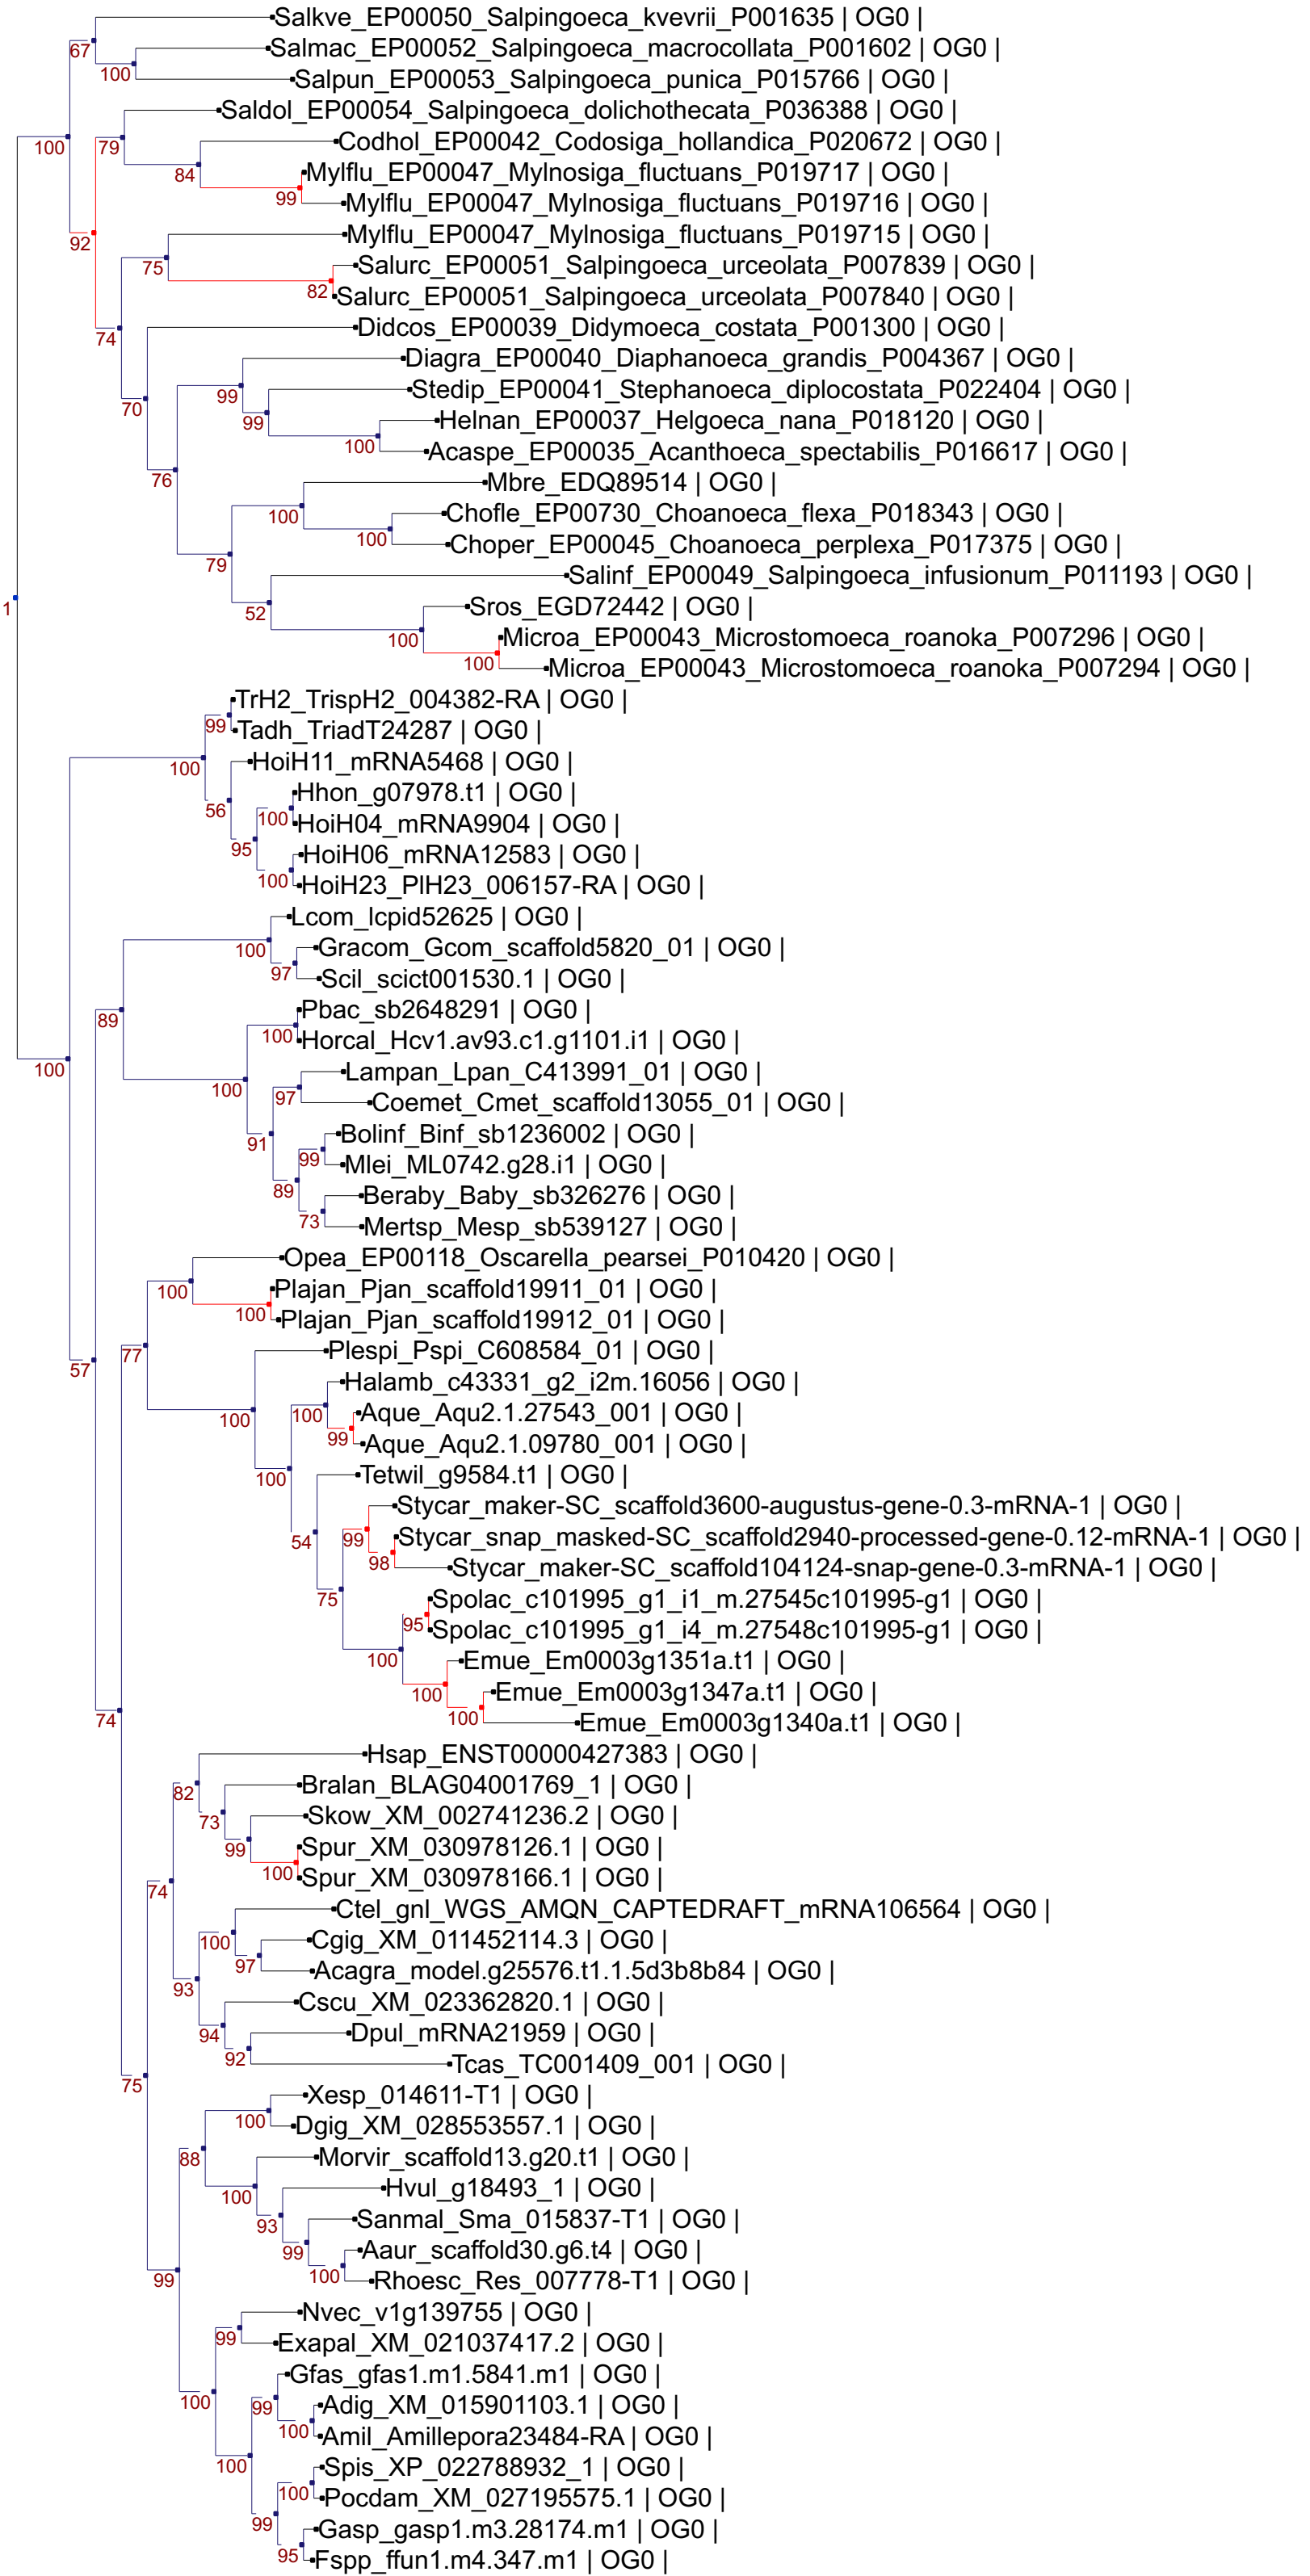 Salkve_EP00050_Salpingoeca_kvevrii_P001635 | OG0 |
67
Salmac_EP00052_Salpingoeca_macrocollata_P001602 | OG0 |
100
Salpun_EP00053_Salpingoeca_punica_P015766 | OG0 |
Saldol_EP00054_Salpingoeca_dolichothecata_P036388 | OG0 |
100
79
Codhol_EP00042_Codosiga_hollandica_P020672 | OG0 |
84
Mylflu_EP00047_Mylnosiga_fluctuans_P019717 | OG0 |
99
Mylflu_EP00047_Mylnosiga_fluctuans_P019716 | OG0 |
92
Mylflu_EP00047_Mylnosiga_fluctuans_P019715 | OG0 |
75
Salurc_EP00051_Salpingoeca_urceolata_P007839 | OG0 |
82
Salurc_EP00051_Salpingoeca_urceolata_P007840 | OG0 |
74
Didcos_EP00039_Didymoeca_costata_P001300 | OG0 |
Diagra_EP00040_Diaphanoeca_grandis_P004367 | OG0 |
99
Stedip_EP00041_Stephanoeca_diplocostata_P022404 | OG0 |
70
99
Helnan_EP00037_Helgoeca_nana_P018120 | OG0 |
100
Acaspe_EP00035_Acanthoeca_spectabilis_P016617 | OG0 |
76
Mbre_EDQ89514 | OG0 |
100
Chofle_EP00730_Choanoeca_flexa_P018343 | OG0 |
100
Choper_EP00045_Choanoeca_perplexa_P017375 | OG0 |
79
Salinf_EP00049_Salpingoeca_infusionum_P011193 | OG0 |
1
52
Sros_EGD72442 | OG0 |
100
Microa_EP00043_Microstomoeca_roanoka_P007296 | OG0 |
100
Microa_EP00043_Microstomoeca_roanoka_P007294 | OG0 |
TrH2_TrispH2_004382-RA | OG0 |
99
Tadh_TriadT24287 | OG0 |
100
HoiH11_mRNA5468 | OG0 |
56
Hhon_g07978.t1 | OG0 |
100
HoiH04_mRNA9904 | OG0 |
95
HoiH06_mRNA12583 | OG0 |
100
HoiH23_PlH23_006157-RA | OG0 |
Lcom_lcpid52625 | OG0 |
100
Gracom_Gcom_scaffold5820_01 | OG0 |
97
Scil_scict001530.1 | OG0 |
89
Pbac_sb2648291 | OG0 |
100
Horcal_Hcv1.av93.c1.g1101.i1 | OG0 |
100
Lampan_Lpan_C413991_01 | OG0 |
100
97
Coemet_Cmet_scaffold13055_01 | OG0 |
91
Bolinf_Binf_sb1236002 | OG0 |
99
Mlei_ML0742.g28.i1 | OG0 |
89
Beraby_Baby_sb326276 | OG0 |
73
Mertsp_Mesp_sb539127 | OG0 |
Opea_EP00118_Oscarella_pearsei_P010420 | OG0 |
100
Plajan_Pjan_scaffold19911_01 | OG0 |
100
Plajan_Pjan_scaffold19912_01 | OG0 |
77
Plespi_Pspi_C608584_01 | OG0 |
57
Halamb_c43331_g2_i2m.16056 | OG0 |
100
100
Aque_Aqu2.1.27543_001 | OG0 |
99
Aque_Aqu2.1.09780_001 | OG0 |
100
Tetwil_g9584.t1 | OG0 |
Stycar_maker-SC_scaffold3600-augustus-gene-0.3-mRNA-1 | OG0 |
54
99
Stycar_snap_masked-SC_scaffold2940-processed-gene-0.12-mRNA-1 | OG0 |
98
Stycar_maker-SC_scaffold104124-snap-gene-0.3-mRNA-1 | OG0 |
75
Spolac_c101995_g1_i1_m.27545c101995-g1 | OG0 |
95
Spolac_c101995_g1_i4_m.27548c101995-g1 | OG0 |
100
Emue_Em0003g1351a.t1 | OG0 |
100
Emue_Em0003g1347a.t1 | OG0 |
100
Emue_Em0003g1340a.t1 | OG0 |
74
Hsap_ENST00000427383 | OG0 |
82
Bralan_BLAG04001769_1 | OG0 |
73
Skow_XM_002741236.2 | OG0 |
99
Spur_XM_030978126.1 | OG0 |
100
Spur_XM_030978166.1 | OG0 |
74
Ctel_gnl_WGS_AMQN_CAPTEDRAFT_mRNA106564 | OG0 |
100
Cgig_XM_011452114.3 | OG0 |
97
Acagra_model.g25576.t1.1.5d3b8b84 | OG0 |
93
Cscu_XM_023362820.1 | OG0 |
94
Dpul_mRNA21959 | OG0 |
92
Tcas_TC001409_001 | OG0 |
75
Xesp_014611-T1 | OG0 |
100
Dgig_XM_028553557.1 | OG0 |
88
Morvir_scaffold13.g20.t1 | OG0 |
100
Hvul_g18493_1 | OG0 |
93
Sanmal_Sma_015837-T1 | OG0 |
99
Aaur_scaffold30.g6.t4 | OG0 |
100
Rhoesc_Res_007778-T1 | OG0 |
99
Nvec_v1g139755 | OG0 |
99
Exapal_XM_021037417.2 | OG0 |
Gfas_gfas1.m1.5841.m1 | OG0 |
100
99
Adig_XM_015901103.1 | OG0 |
100
Amil_Amillepora23484-RA | OG0 |
100
Spis_XP_022788932_1 | OG0 |
100
Pocdam_XM_027195575.1 | OG0 |
99
Gasp_gasp1.m3.28174.m1 | OG0 |
95
Fspp_ffun1.m4.347.m1 | OG0 |